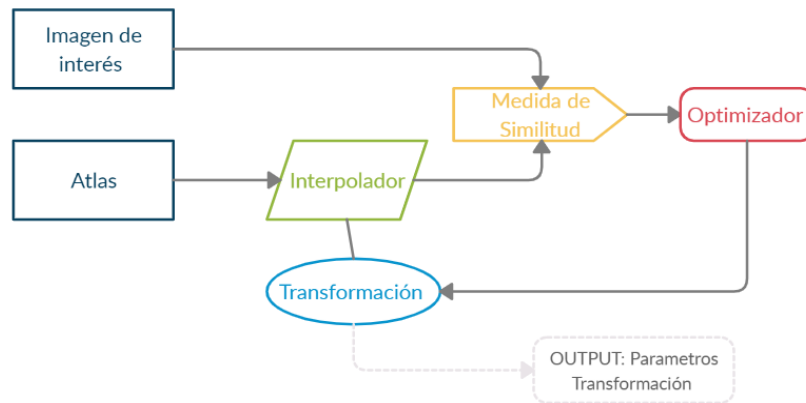 Imagen de
interés
Medida de
Similitud
Optimizador
Atlas
Interpolador
Transformación
OUTPUT: Parametros
Transformación